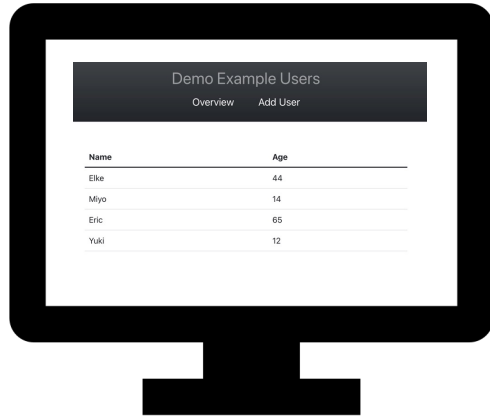 Demo Example Users
Overview Add User
Name Age
Elke 44
Miyo 14
Eric 65
Yuki 12